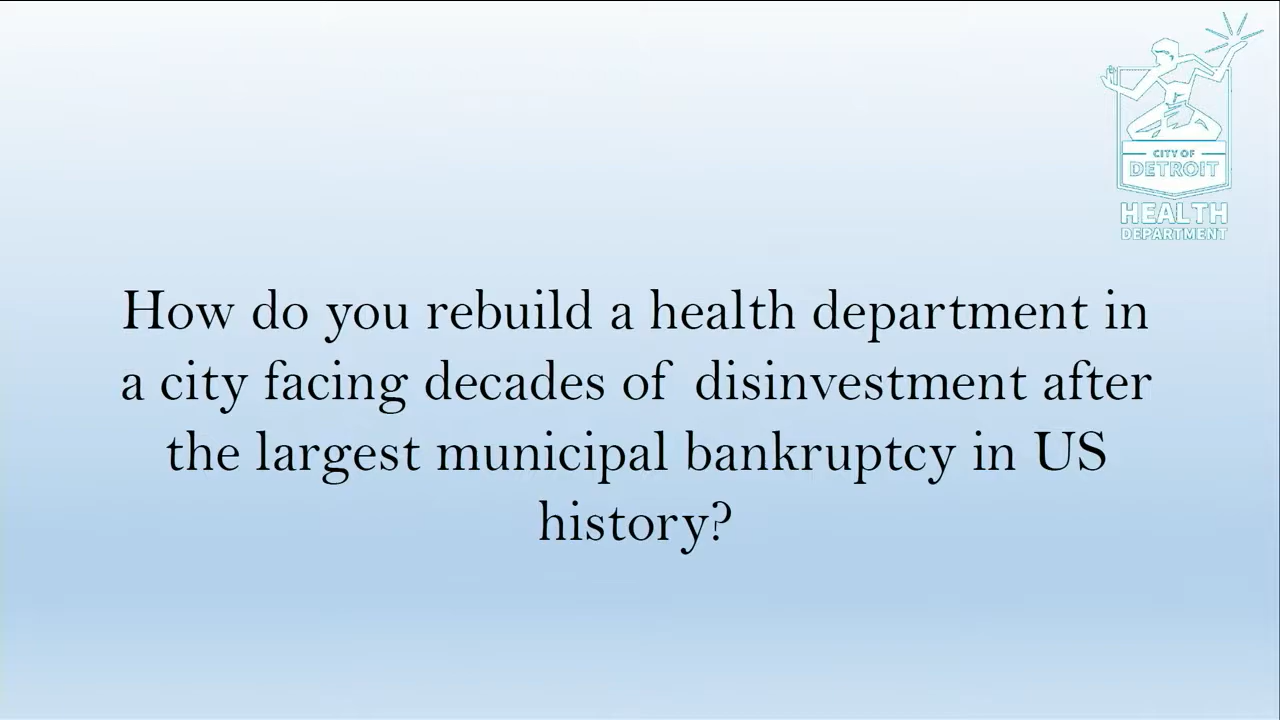 CITY OF
DETROIT
HEALTH
DEPARTMENT
How do you rebuild a health department in
a city facing decades of disinvestment after
the largest municipal bankruptcy in US
history?